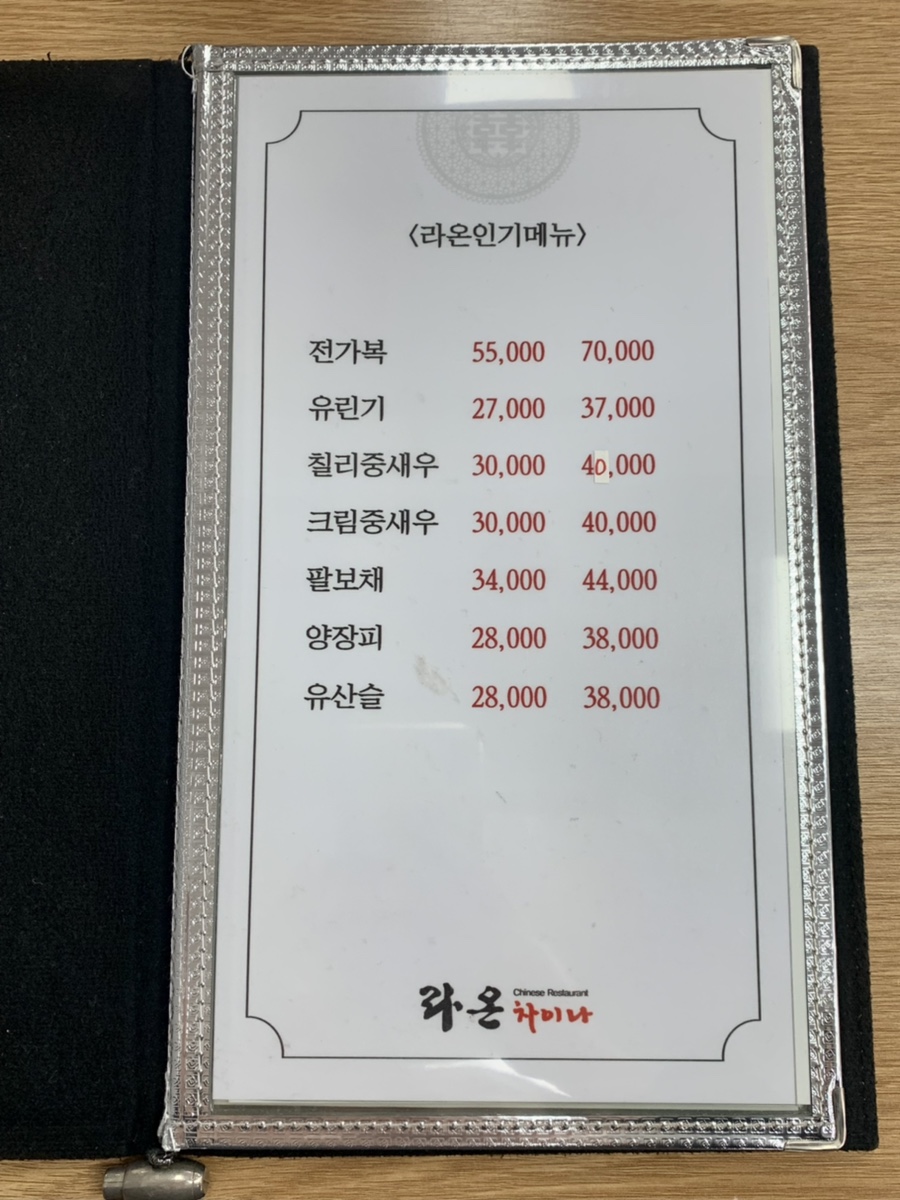 囍
〈라온인기메뉴〉
전가복 55,000 70,000
유린기 27,000 37,000
칠리중새우 30,000 40,000
크림중새우 30,000 40,000
팔보채 34,000 44,000
양장피 28,000 38,000
유산슬 28,000 38,000
라온 Chinese Restaurant 차이나